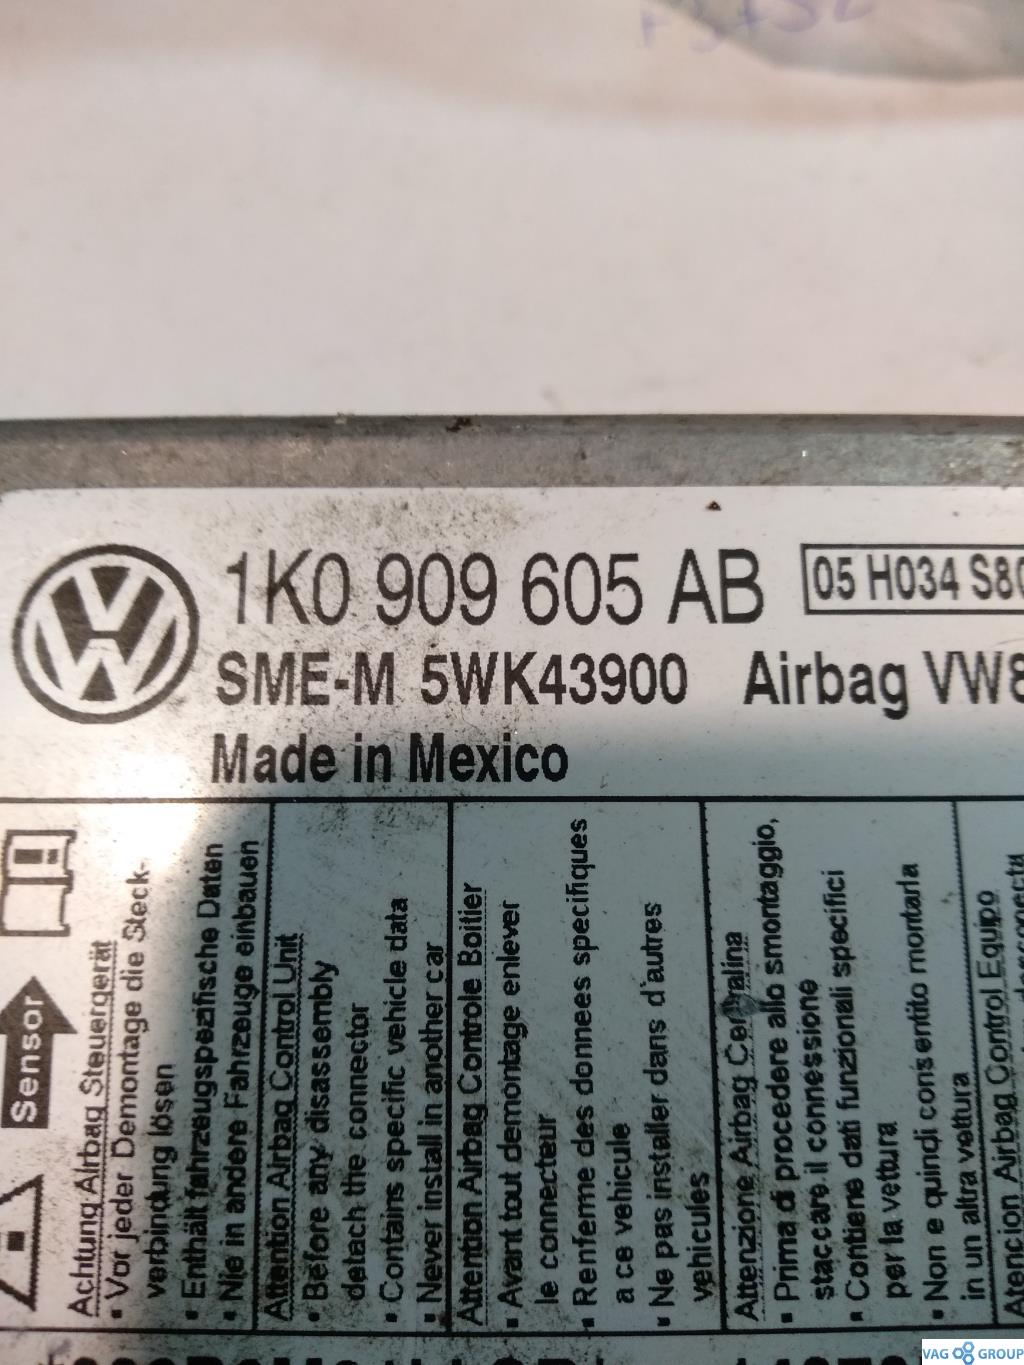 1K0 909 605 AB
05 H034
SME-M 5WK43900 Airbag
Made in Mexico
Sensor
Achtung Airbag Steuergerät
• Vor jeder Demontage die Steck-
verbindung lösen
• Enthält fahrzeugspezifische Daten
• Nie in andere Fahrzeuge einbauen
Attention Airbag Control Unit
• Before any disassembly
detach the connector
• Contains specific vehicle data
• Never install in another car
Attention Airbag Controle Boitier
• Avant tout demontage enlever
le connecteur
• Renferme des donnees specifiques
a ce vehicule
• Ne pas installer dans d'autres
vehicules
Attenzione Airbag Centralina
• Prima di procedere allo smontaggio,
staccare il connessione
• Contiene dati funzionali specifici
per la vettura
• Non e quindi consentito montarla
in un altra vettura
Atencion Airbag Control Equipo
VAG GROUP